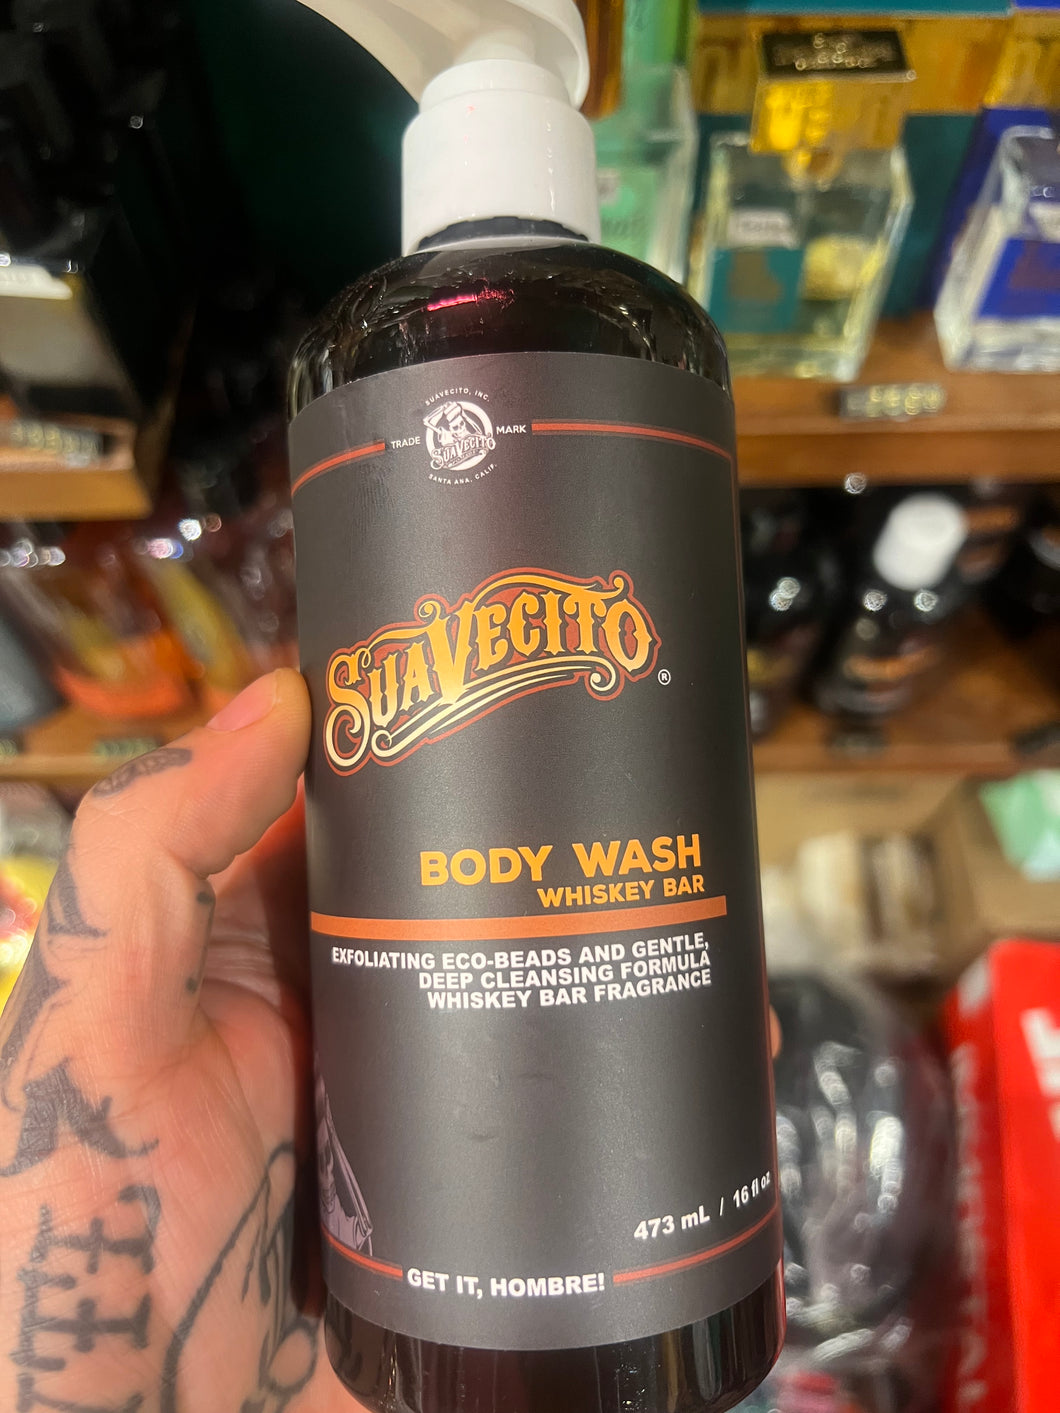 SUAVECITO, INC.
TRADE MARK
SUAVECITO
SANTA ANA, CALIF.
SUAVECITO
®
BODY WASH
WHISKEY BAR
EXFOLIATING ECO-BEADS AND GENTLE,
DEEP CLEANSING FORMULA
WHISKEY BAR FRAGRANCE
473 mL / 16 fl oz
GET IT, HOMBRE!